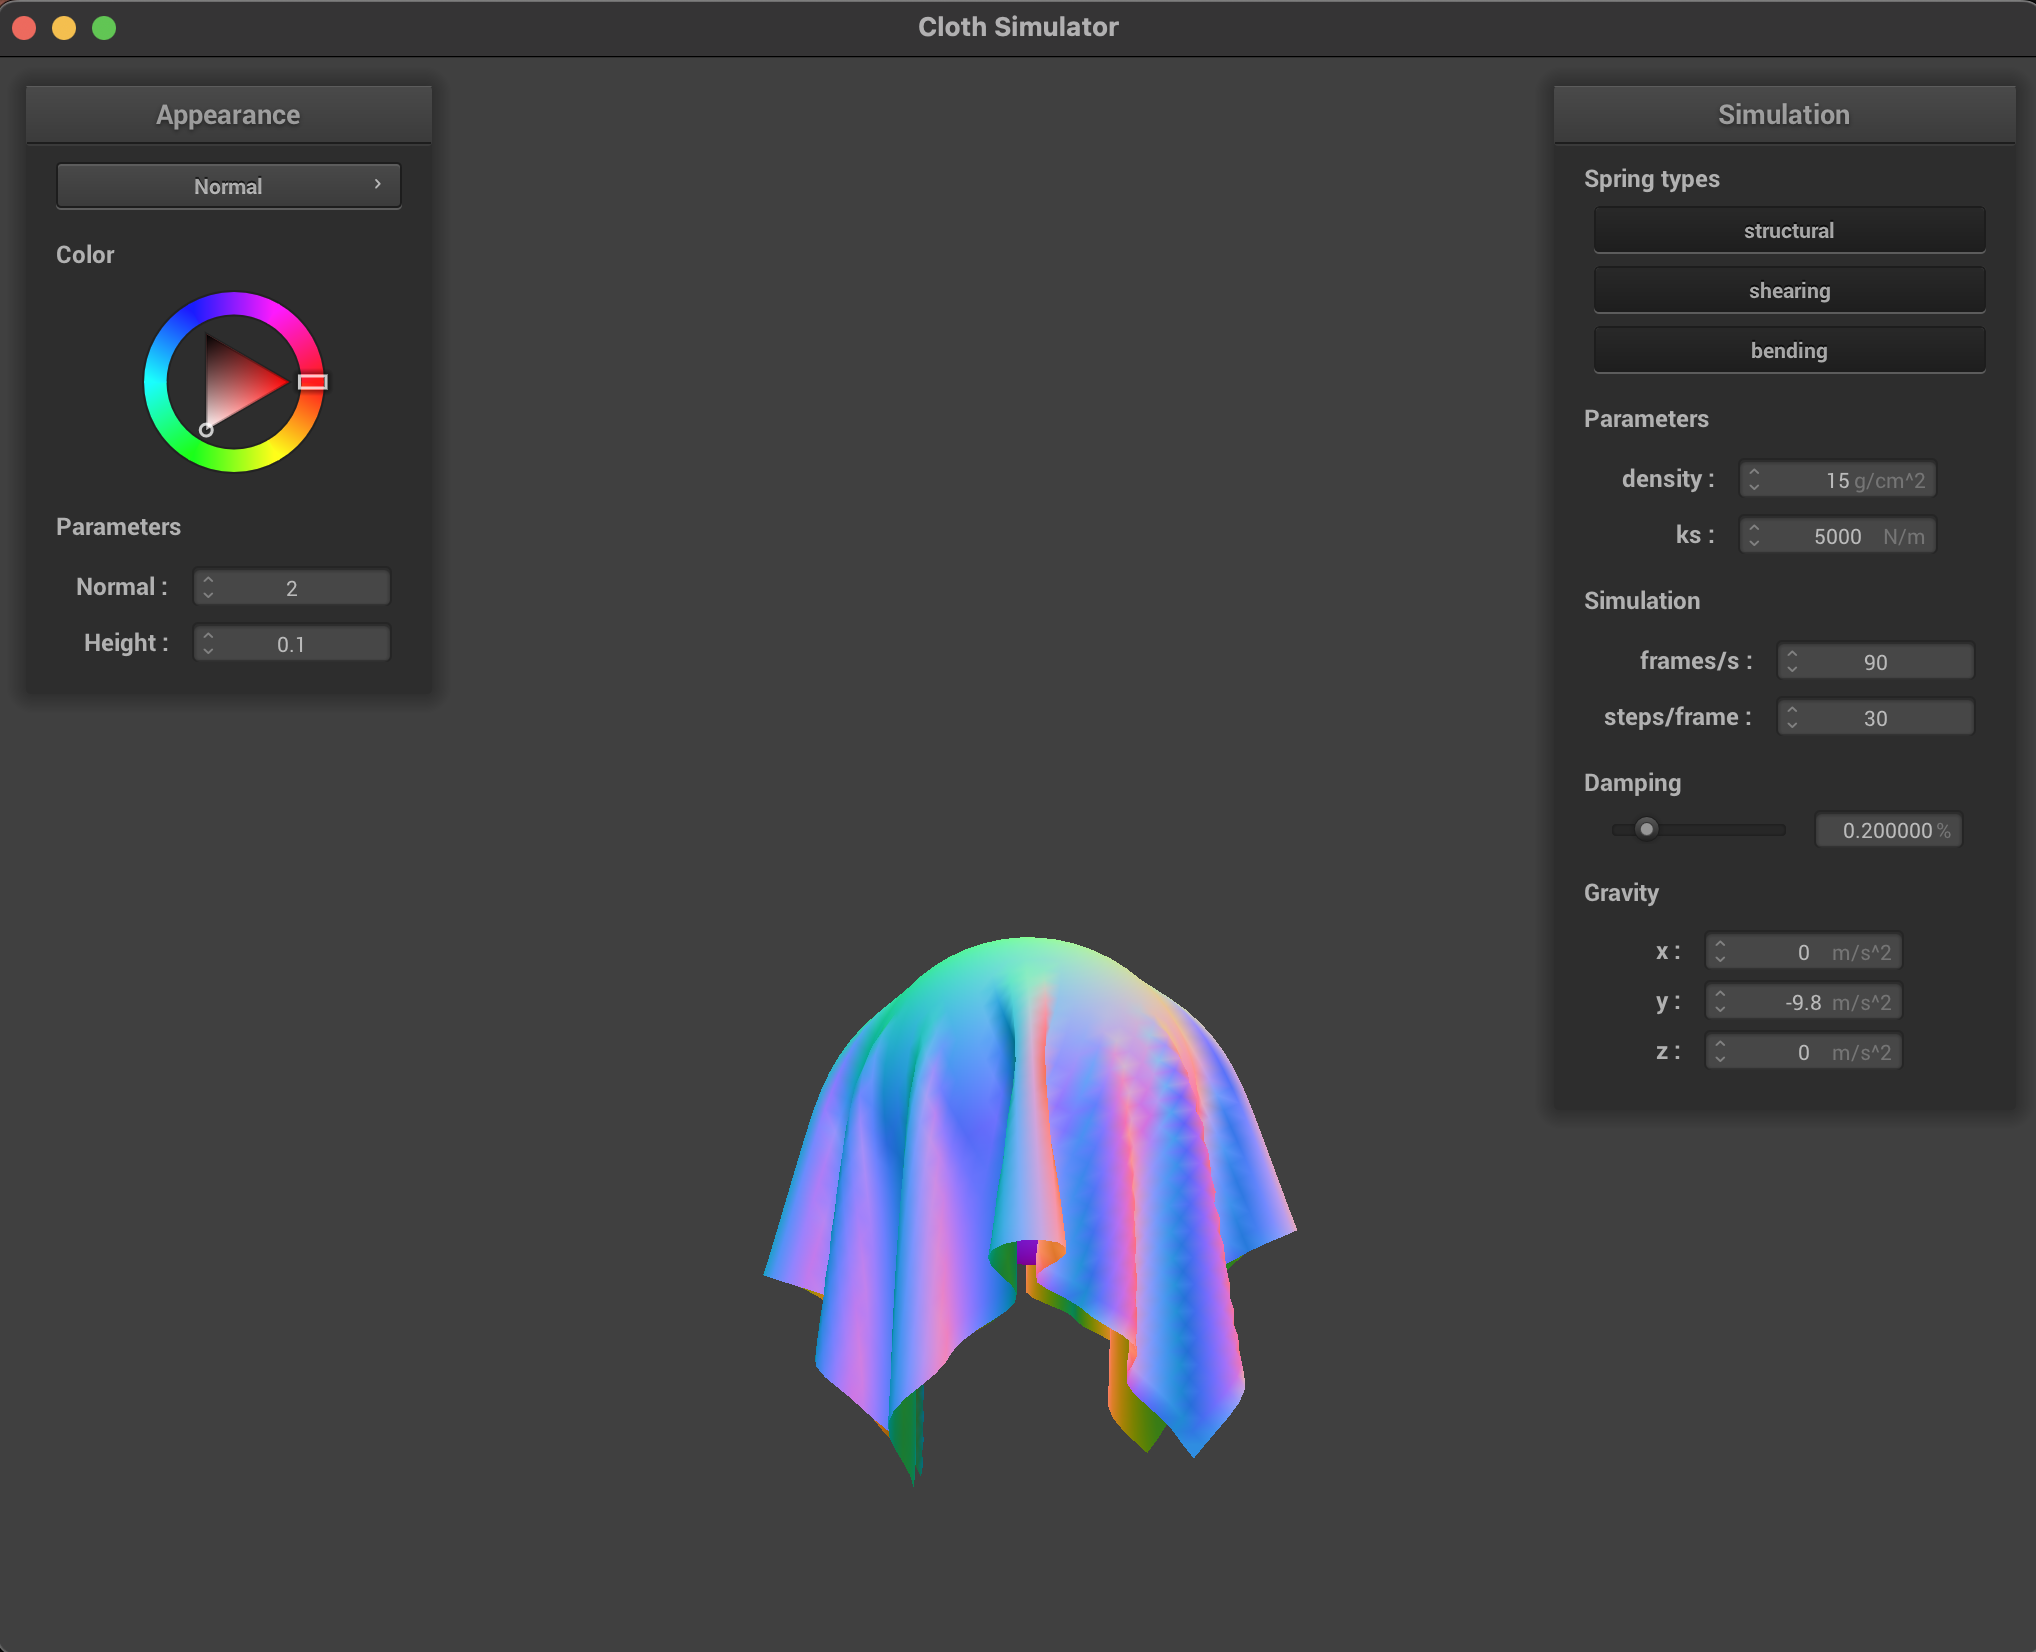 Cloth Simulator
Appearance
Normal
Color
Parameters
Normal : 2
Height : 0.1
Simulation
Spring types
structural
shearing
bending
Parameters
density : 15 g/cm^2
ks : 5000 N/m
Simulation
frames/s : 90
steps/frame : 30
Damping
0.200000 %
Gravity
x : 0 m/s^2
y : -9.8 m/s^2
z : 0 m/s^2